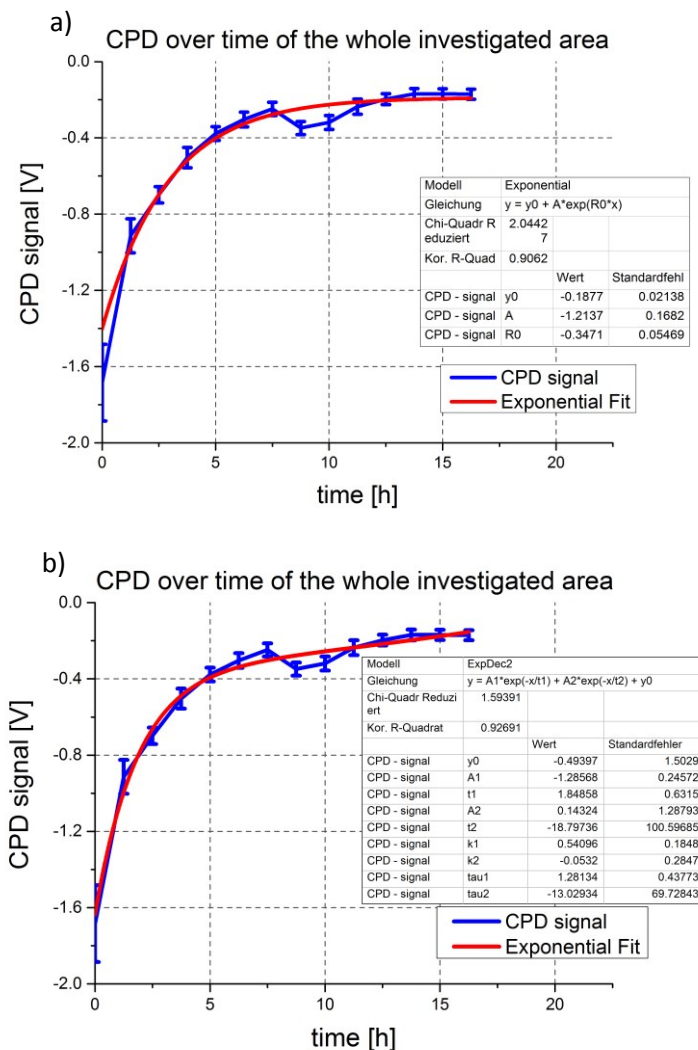 a)
CPD over time of the whole investigated area
0.0
-0.4
-0.8
-1.2
-1.6
-2.0
CPD signal [V]
Modell Exponential
Gleichung y = y0 + A*exp(R0*x)
Chi-Quadr R 2.0442
eduziert 7
Kor. R-Quad 0.9062
Wert Standardfehl
CPD - signal y0 -0.1877 0.02138
CPD - signal A -1.2137 0.1682
CPD - signal R0 -0.3471 0.05469
CPD signal
Exponential Fit
0 5 10 15 20
time [h]
b)
CPD over time of the whole investigated area
0.0
-0.4
-0.8
-1.2
-1.6
-2.0
CPD signal [V]
Modell ExpDec2
Gleichung y = A1*exp(-x/t1) + A2*exp(-x/t2) + y0
Chi-Quadr Reduzi 1.59391
ert
Kor. R-Quadrat 0.92691
Wert Standardfehler
CPD - signal y0 -0.49397 1.5029
CPD - signal A1 -1.28568 0.24572
CPD - signal t1 1.84858 0.6315
CPD - signal A2 0.14324 1.28793
CPD - signal t2 -18.79736 100.59685
CPD - signal k1 0.54096 0.1848
CPD - signal k2 -0.0532 0.2847
CPD - signal tau1 1.28134 0.43773
CPD - signal tau2 -13.02934 69.72843
CPD signal
Exponential Fit
0 5 10 15 20
time [h]